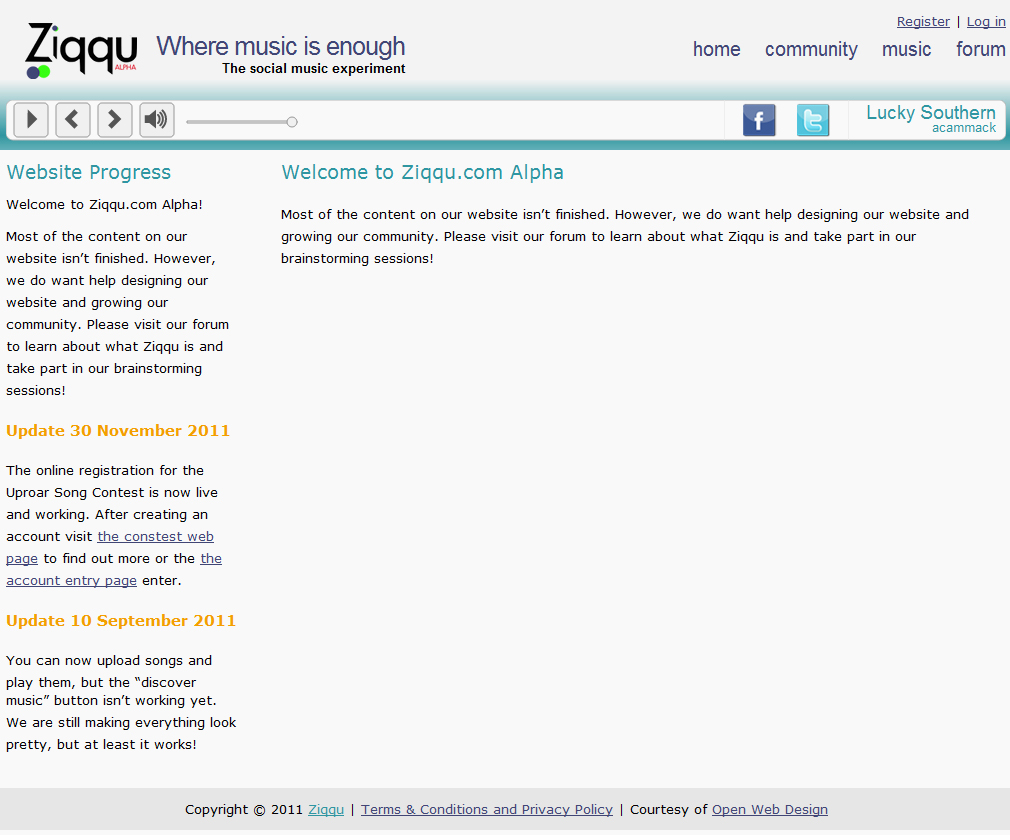 Register | Log in
Ziqqu
ALPHA
Where music is enough
The social music experiment
home community music forum
Lucky Southern
acammack
Website Progress
Welcome to Ziqqu.com Alpha!
Most of the content on our
website isn’t finished. However,
we do want help designing our
website and growing our
community. Please visit our forum
to learn about what Ziqqu is and
take part in our brainstorming
sessions!
Update 30 November 2011
The online registration for the
Uproar Song Contest is now live
and working. After creating an
account visit the constest web
page to find out more or the the
account entry page enter.
Update 10 September 2011
You can now upload songs and
play them, but the “discover
music” button isn’t working yet.
We are still making everything look
pretty, but at least it works!
Welcome to Ziqqu.com Alpha
Most of the content on our website isn’t finished. However, we do want help designing our website and
growing our community. Please visit our forum to learn about what Ziqqu is and take part in our
brainstorming sessions!
Copyright © 2011 Ziqqu | Terms & Conditions and Privacy Policy | Courtesy of Open Web Design